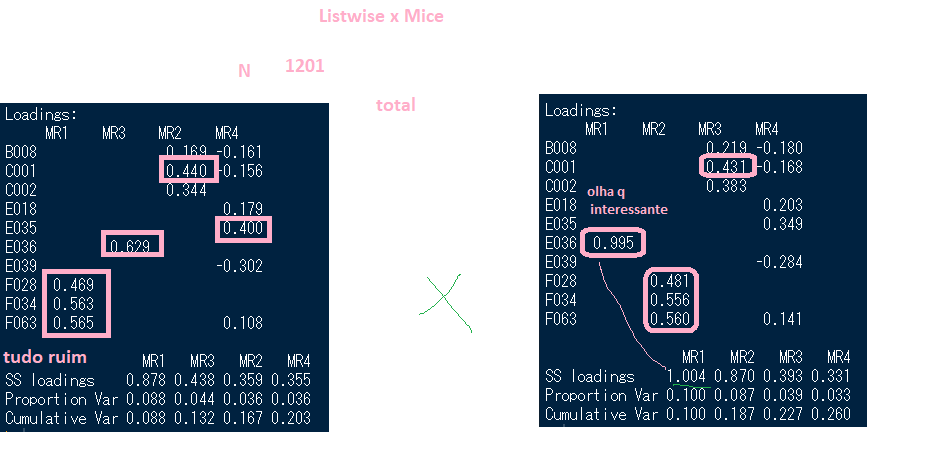 Listwise x Mice
N 1201
total
Loadings:
MR1 MR3 MR2 MR4
B008 0.169 -0.161
C001 0.440 -0.156
C002 0.344
E018 0.179
E035 0.400
E036 0.629
E039 -0.302
F028 0.469
F034 0.563
F063 0.565 0.108
tudo ruim
MR1 MR3 MR2 MR4
SS loadings 0.878 0.438 0.359 0.355
Proportion Var 0.088 0.044 0.036 0.036
Cumulative Var 0.088 0.132 0.167 0.203
X
Loadings:
MR1 MR2 MR3 MR4
B008 0.219 -0.180
C001 0.431 -0.168
C002 0.383
olha q
interessante
E018 0.203
E035 0.349
E036 0.995
E039 -0.284
F028 0.481
F034 0.556
F063 0.560 0.141
MR1 MR2 MR3 MR4
SS loadings 1.004 0.870 0.393 0.331
Proportion Var 0.100 0.087 0.039 0.033
Cumulative Var 0.100 0.187 0.227 0.260